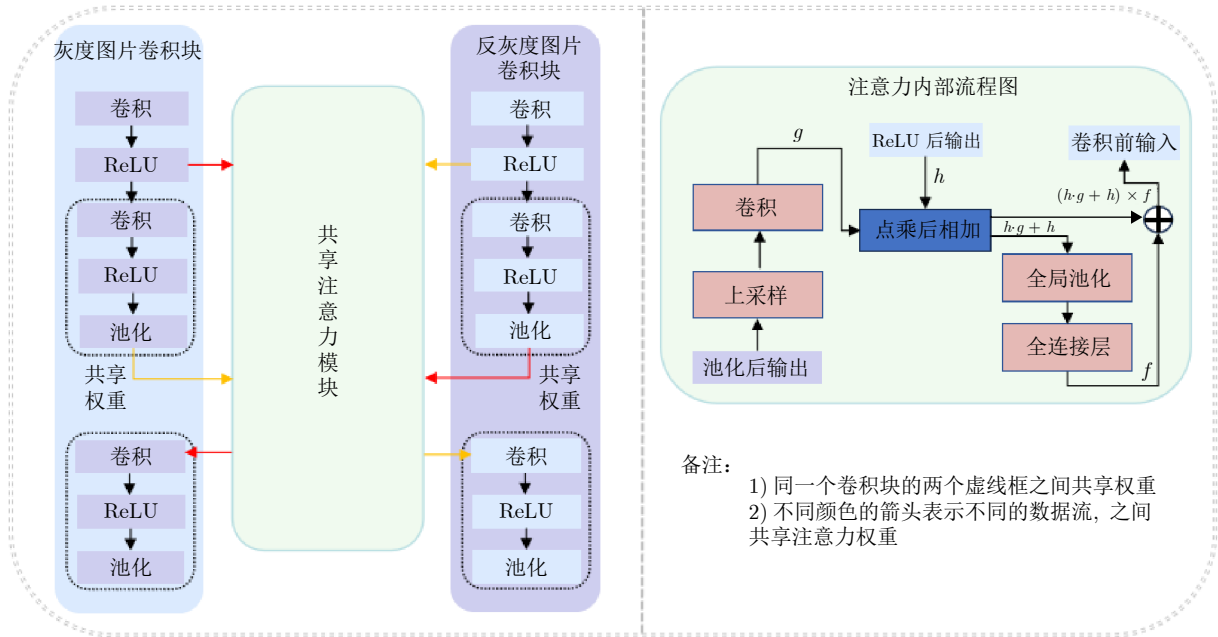 灰度图片卷积块
卷积
ReLU
卷积
ReLU
池化
共享
权重
卷积
ReLU
池化
共享注意力模块
反灰度图片
卷积块
卷积
ReLU
卷积
ReLU
池化
共享
权重
卷积
ReLU
池化
注意力内部流程图
g
ReLU 后输出
卷积前输入
h
(h·g + h) × f
卷积
点乘后相加
h·g + h
上采样
全局池化
池化后输出
全连接层
f
备注：
1) 同一个卷积块的两个虚线框之间共享权重
2) 不同颜色的箭头表示不同的数据流, 之间
共享注意力权重